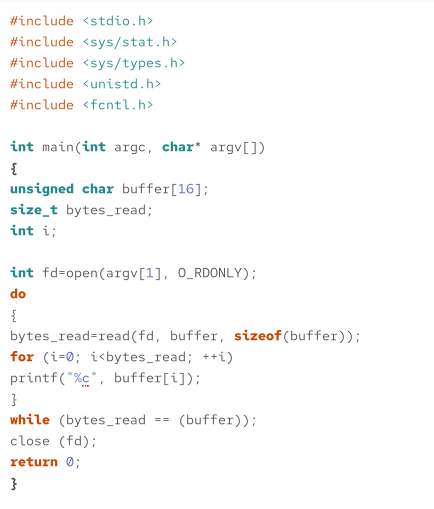 #include <stdio.h>
#include <sys/stat.h>
#include <sys/types.h>
#include <unistd.h>
#include <fcntl.h>
int main(int argc, char* argv[])
{
unsigned char buffer[16];
size_t bytes_read;
int i;
int fd=open(argv[1], O_RDONLY);
do
{
bytes_read=read(fd, buffer, sizeof(buffer));
for (i=0; i<bytes_read; ++i)
printf("%c", buffer[i]);
}
while (bytes_read == (buffer));
close (fd);
return 0;
}